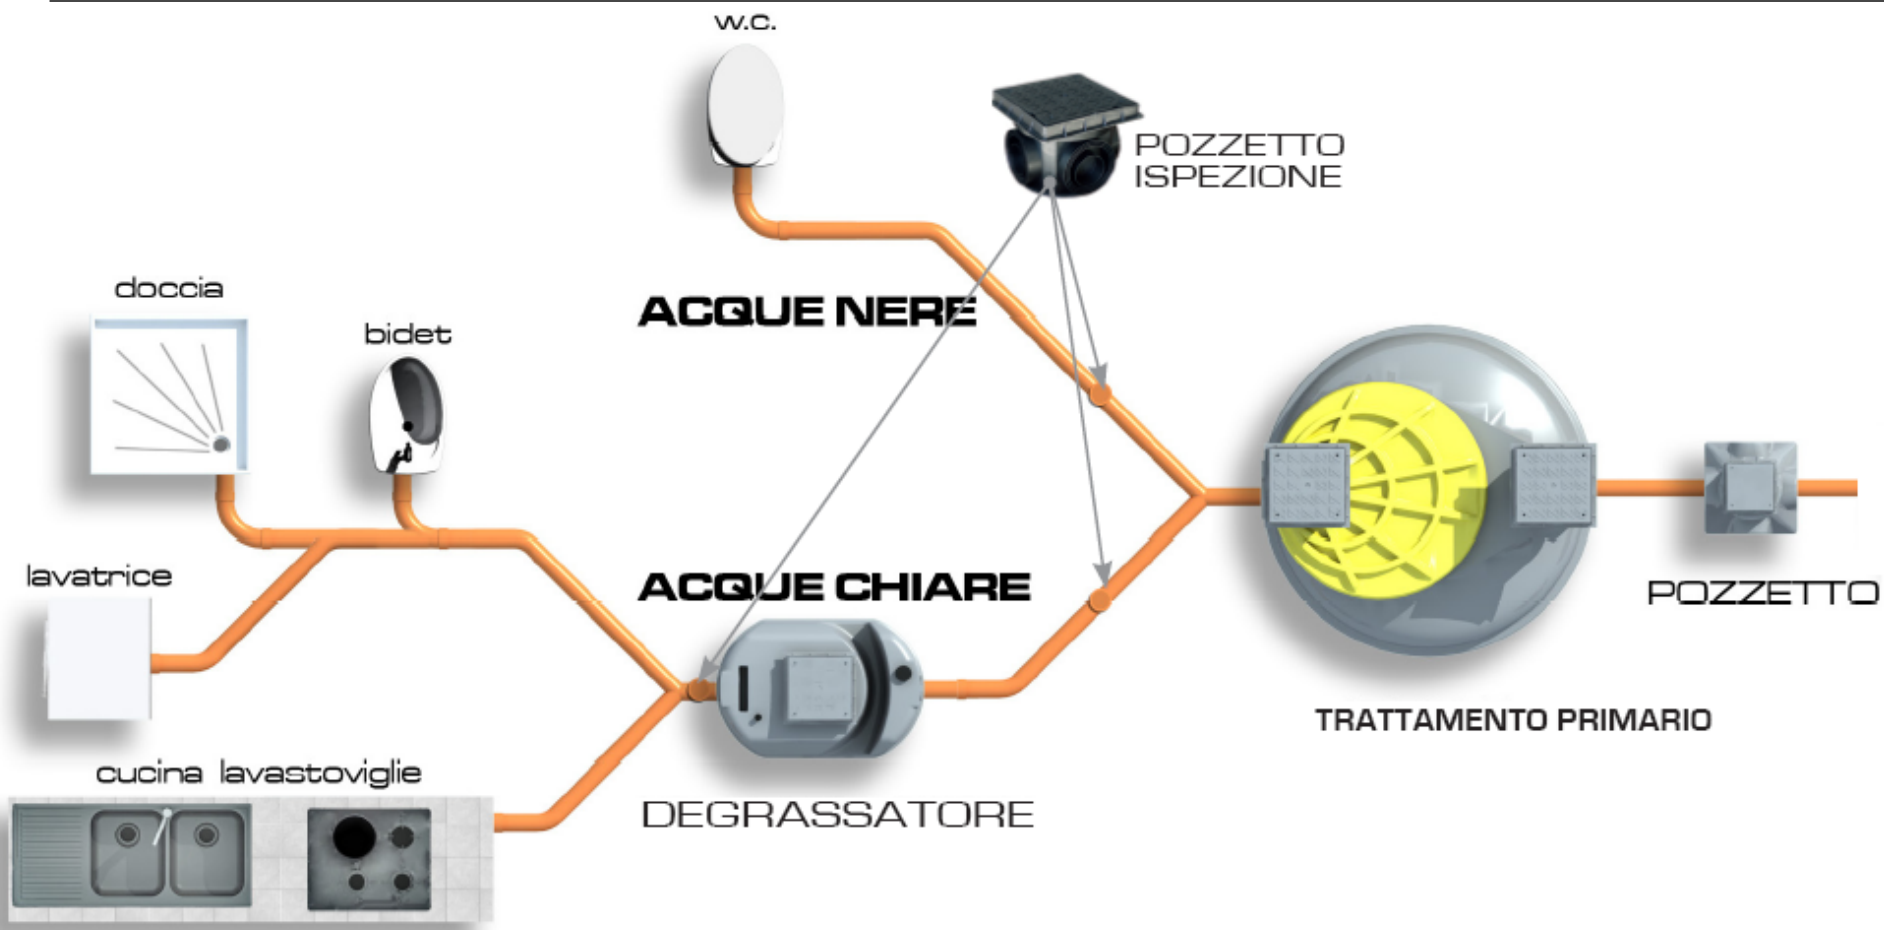 w.c.
POZZETTO
ISPEZIONE
doccia
ACQUE NERE
bidet
lavatrice
ACQUE CHIARE
POZZETTO
TRATTAMENTO PRIMARIO
cucina lavastoviglie
DEGRASSATORE